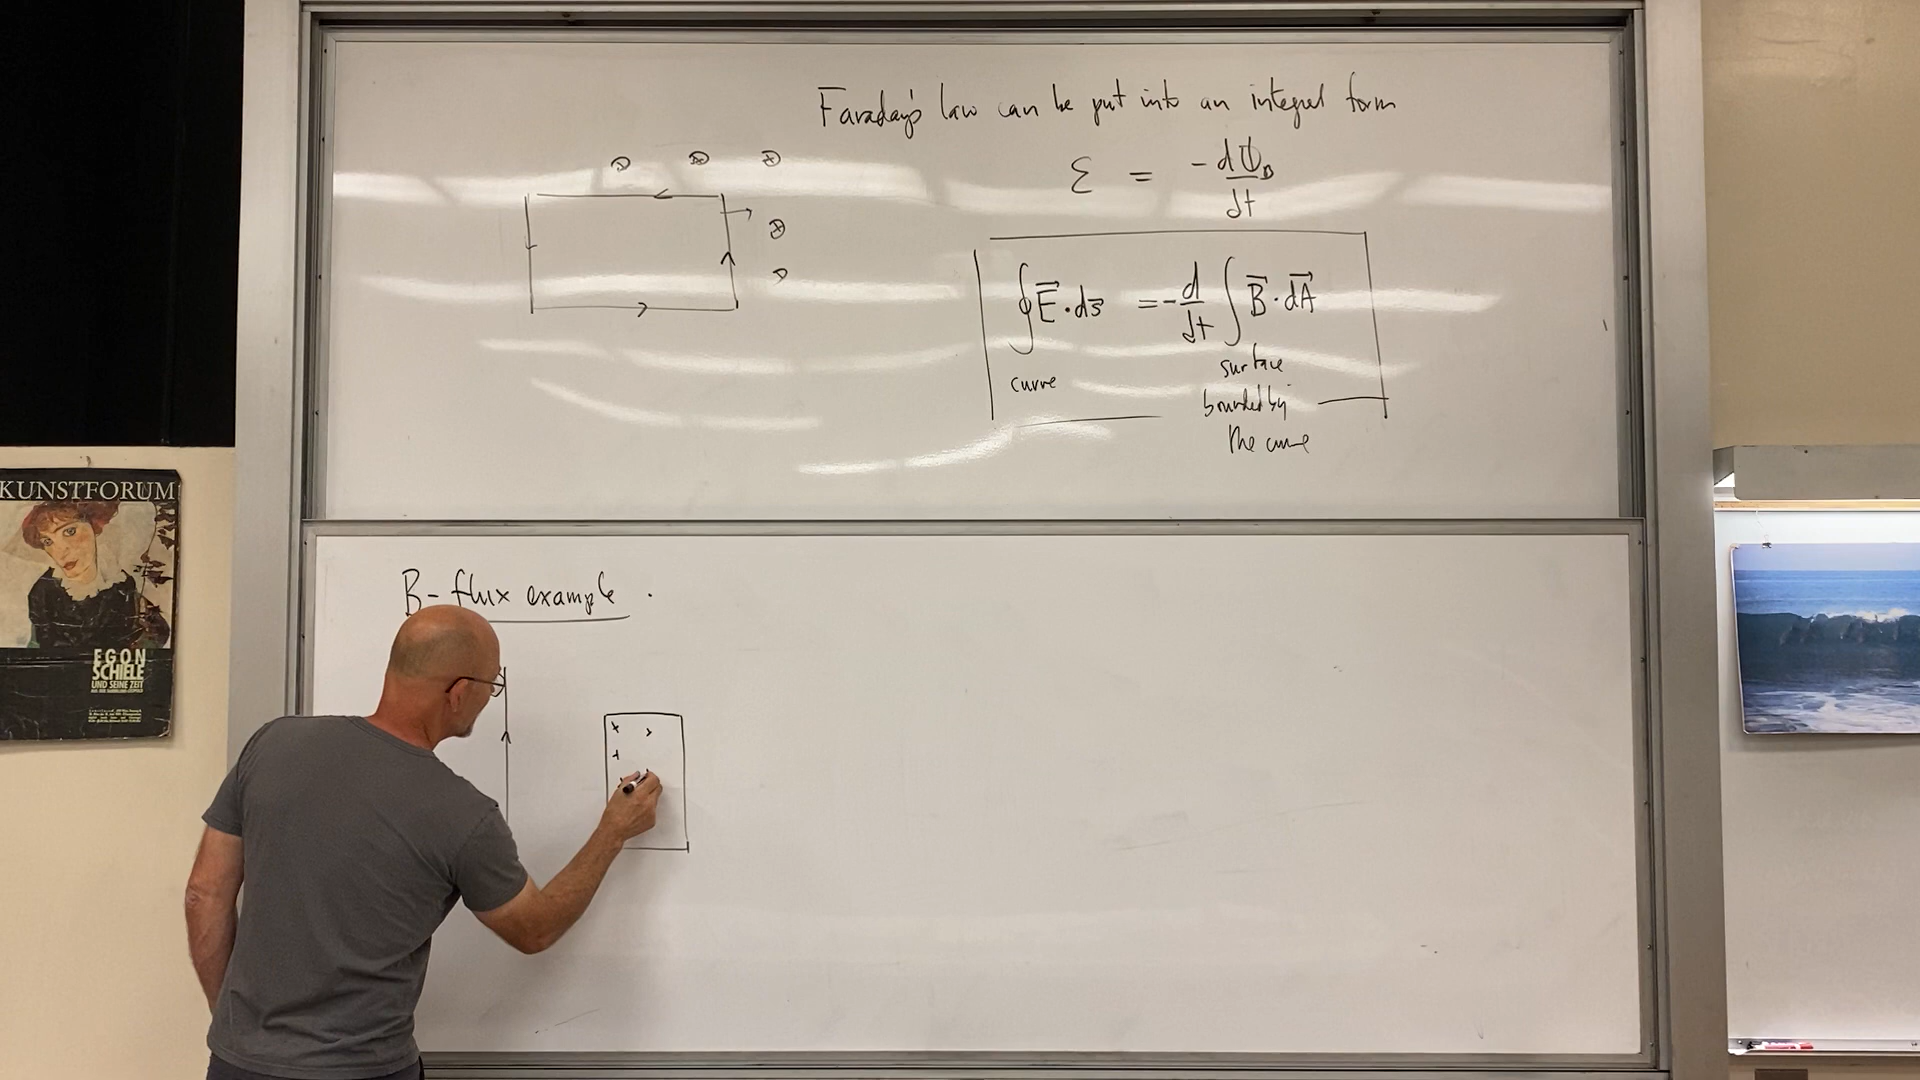 Faraday's law can be put into an integral form
ℰ = -dΦ_B/dt
∮ E⃗ · ds⃗ = - d/dt ∫ B⃗ · dA⃗
curve
surface
bounded by
the curve
B-flux example .
KUNSTFORUM
EGON
SCHIELE
UND SEINE ZEIT